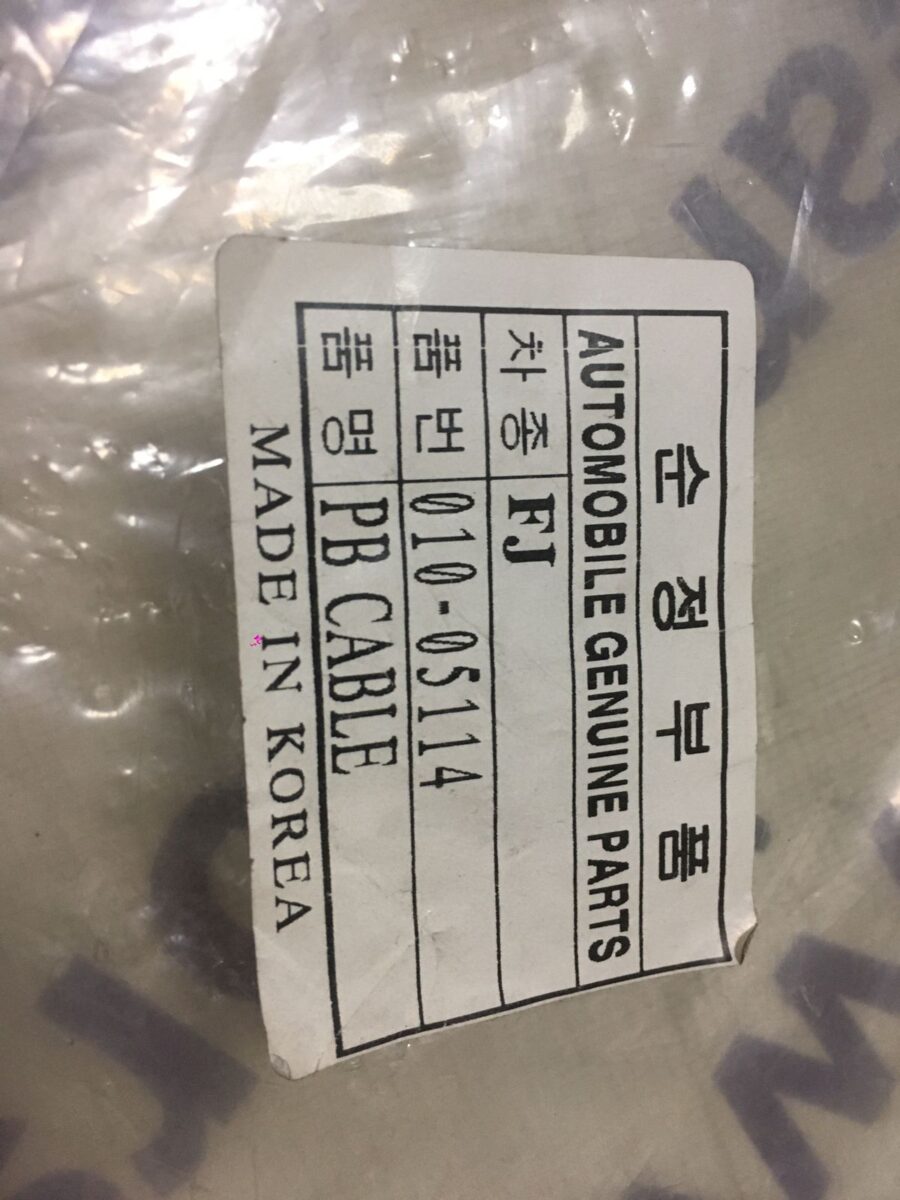 순정부품
AUTOMOBILE GENUINE PARTS
차종 FJ
품번 010-05114
품명 PB CABLE
MADE IN KOREA